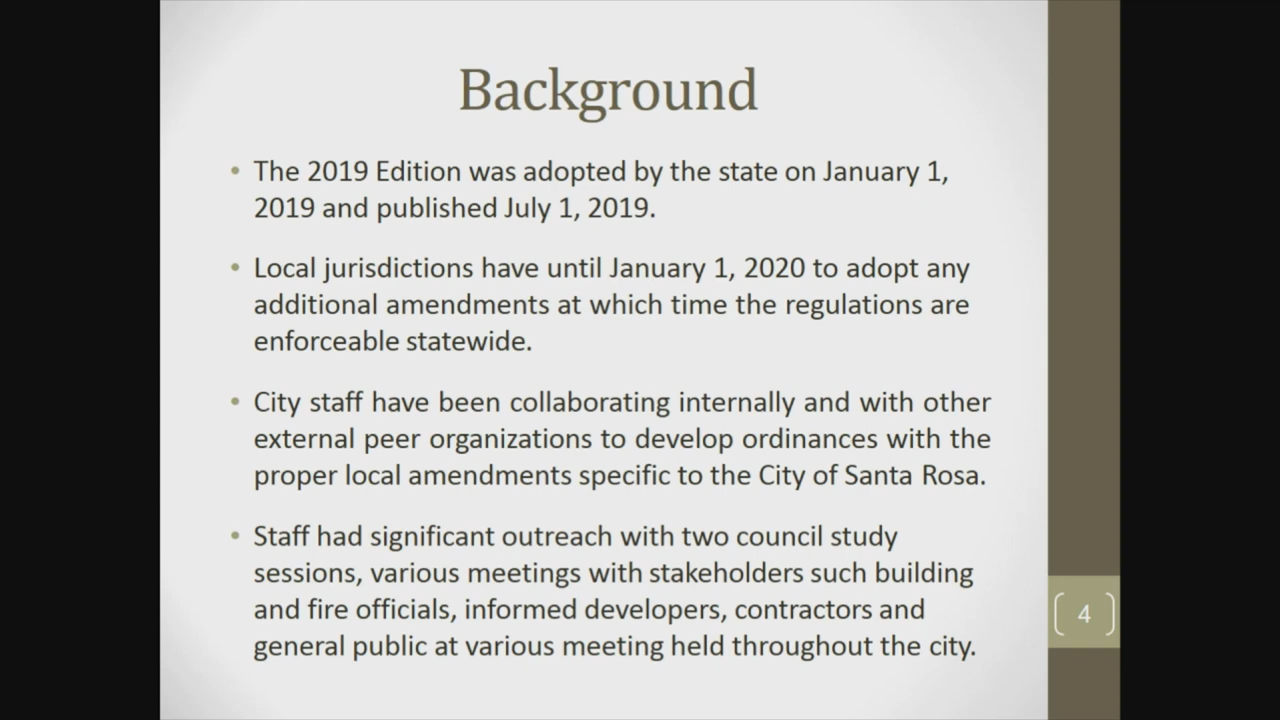 Background
• The 2019 Edition was adopted by the state on January 1,
2019 and published July 1, 2019.
• Local jurisdictions have until January 1, 2020 to adopt any
additional amendments at which time the regulations are
enforceable statewide.
• City staff have been collaborating internally and with other
external peer organizations to develop ordinances with the
proper local amendments specific to the City of Santa Rosa.
• Staff had significant outreach with two council study
sessions, various meetings with stakeholders such building
and fire officials, informed developers, contractors and
general public at various meeting held throughout the city.
4